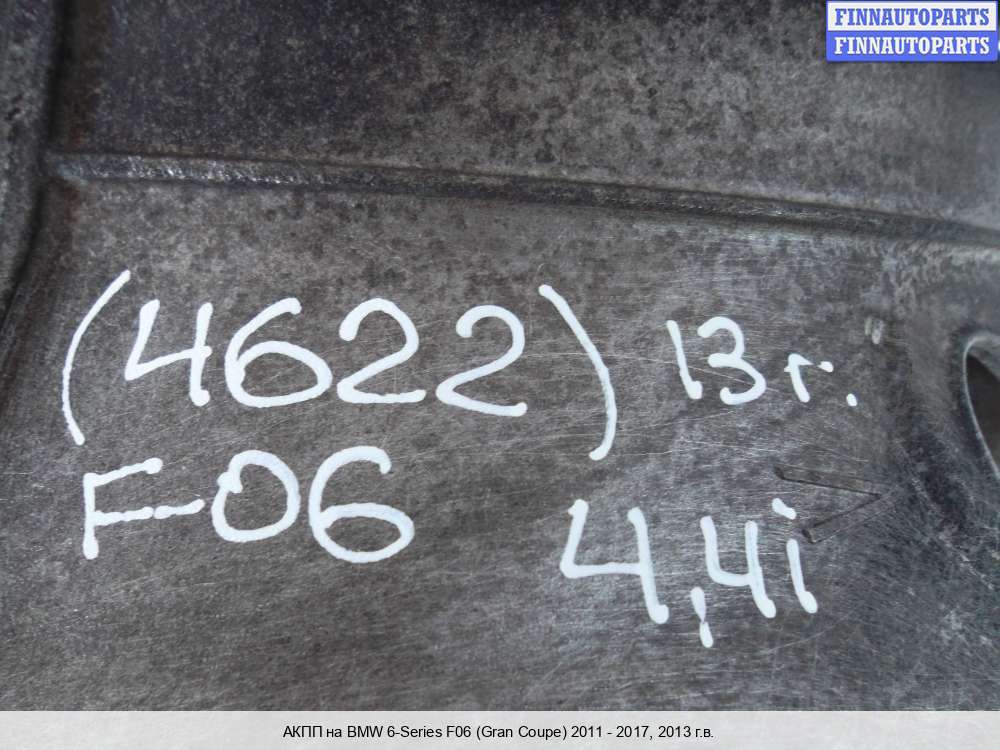 FINNAUTOPARTS
FINNAUTOPARTS
(4622) 13г.
F-06 4,4i
АКПП на BMW 6-Series F06 (Gran Coupe) 2011 - 2017, 2013 г.в.